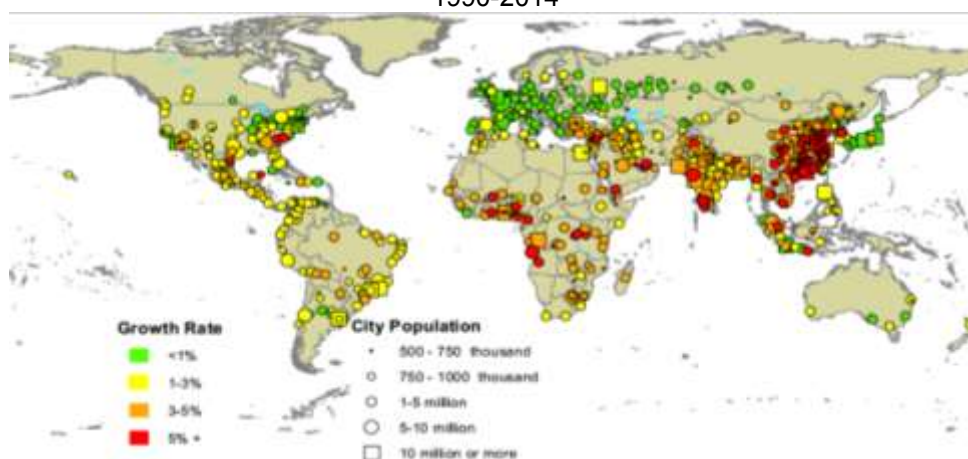 1990-2014
Growth Rate
<1%
1-3%
3-5%
5% +
City Population
500 - 750 thousand
750 - 1000 thousand
1-5 million
5-10 million
10 million or more